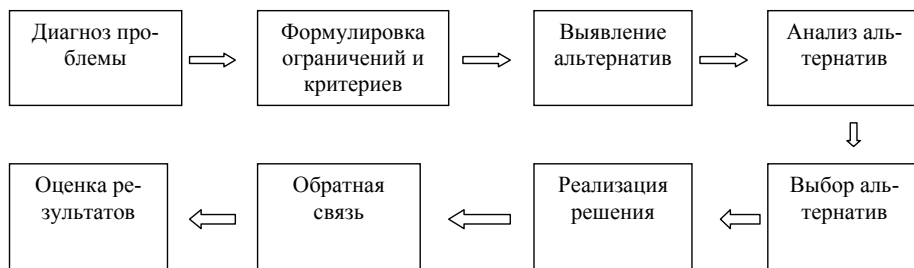 Диагноз про-
блемы
Формулировка
ограничений и
критериев
Выявление
альтернатив
Анализ аль-
тернатив
Выбор аль-
тернатив
Реализация
решения
Обратная
связь
Оценка ре-
зультатов